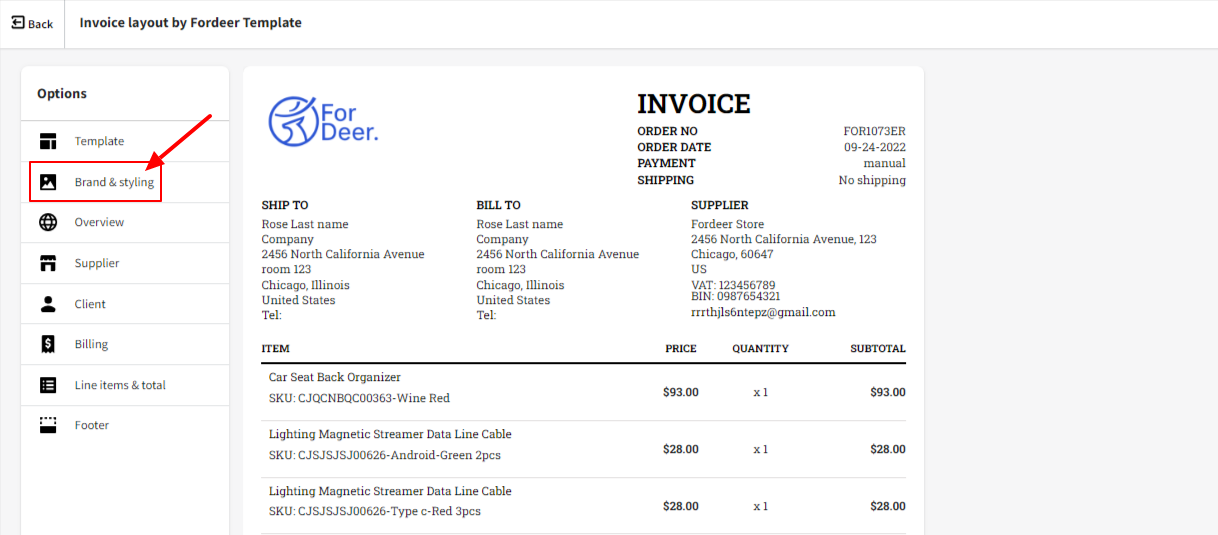 Back
Invoice layout by Fordeer Template
Options
Template
Brand & styling
Overview
Supplier
Client
Billing
Line items & total
Footer
For
Deer.
INVOICE
ORDER NO FOR1073ER
ORDER DATE 09-24-2022
PAYMENT manual
SHIPPING No shipping
SHIP TO
Rose Last name
Company
2456 North California Avenue
room 123
Chicago, Illinois
United States
Tel:
BILL TO
Rose Last name
Company
2456 North California Avenue
room 123
Chicago, Illinois
United States
Tel:
SUPPLIER
Fordeer Store
2456 North California Avenue, 123
Chicago, 60647
US
VAT: 123456789
BIN: 0987654321
rrrthjls6ntepz@gmail.com
ITEM PRICE QUANTITY SUBTOTAL
Car Seat Back Organizer
SKU: CJQCNBQC00363-Wine Red
$93.00 x 1 $93.00
Lighting Magnetic Streamer Data Line Cable
SKU: CJSJSJSJ00626-Android-Green 2pcs
$28.00 x 1 $28.00
Lighting Magnetic Streamer Data Line Cable
SKU: CJSJSJSJ00626-Type c-Red 3pcs
$28.00 x 1 $28.00